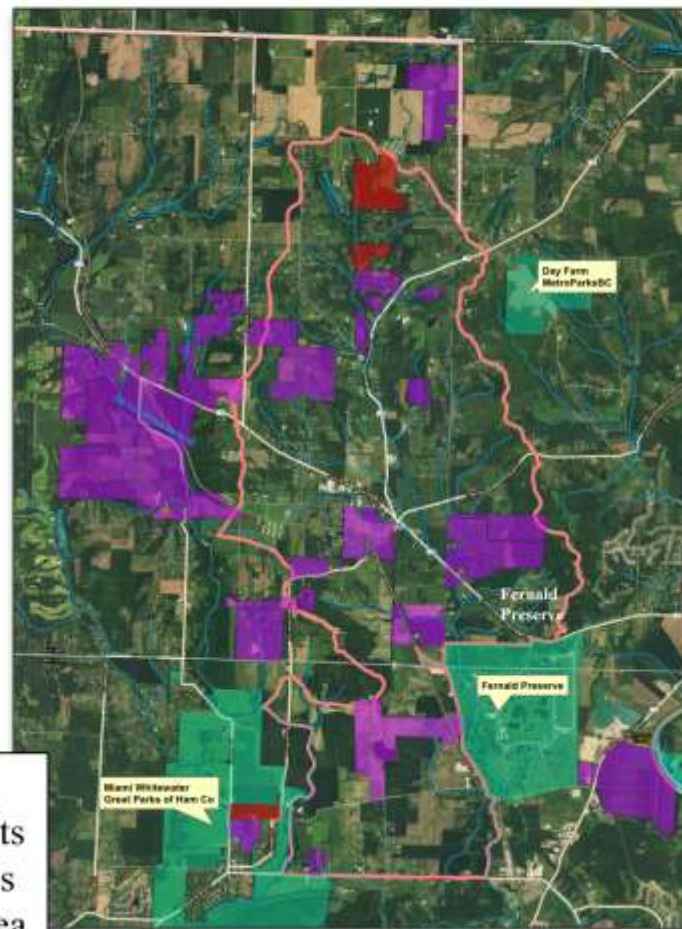 Day Farm
MetroParksBC
Fernald
Preserve
Fernald Preserve
Miami Whitewater
Great Parks of Ham Co
ts
s
ea